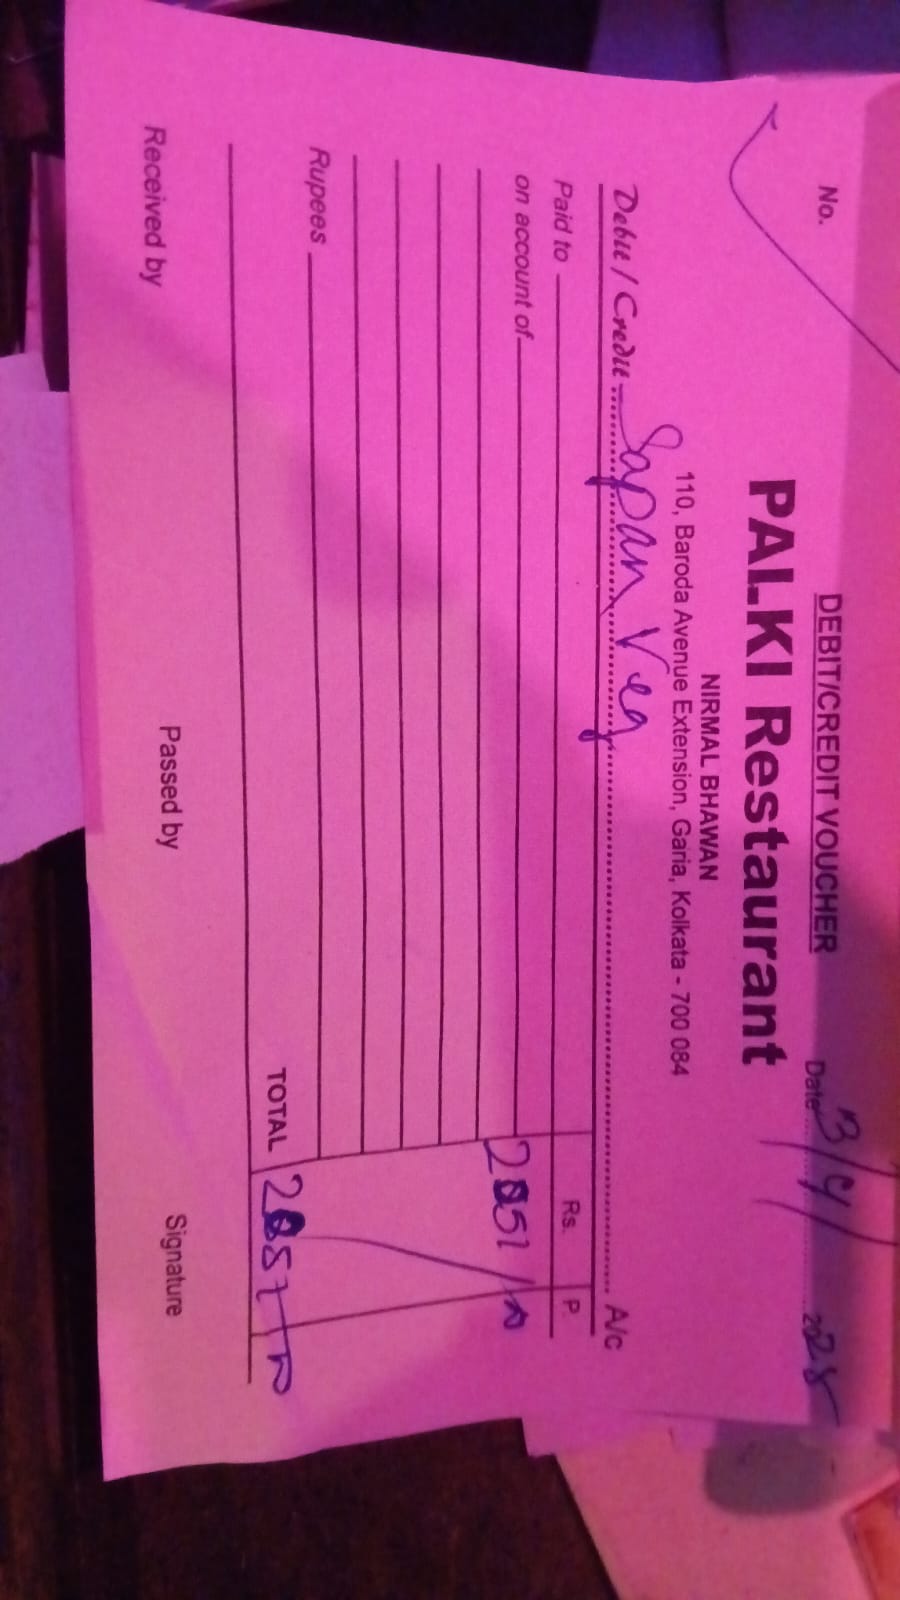 DEBIT/CREDIT VOUCHER
No.
Date 3/4/ 2025
PALKI Restaurant
NIRMAL BHAWAN
110, Baroda Avenue Extension, Garia, Kolkata - 700 084
Debit / Credit Sapan Veg A/c
Paid to Rs. P.
on account of 2051/
Rupees
TOTAL 2051
Received by Passed by Signature